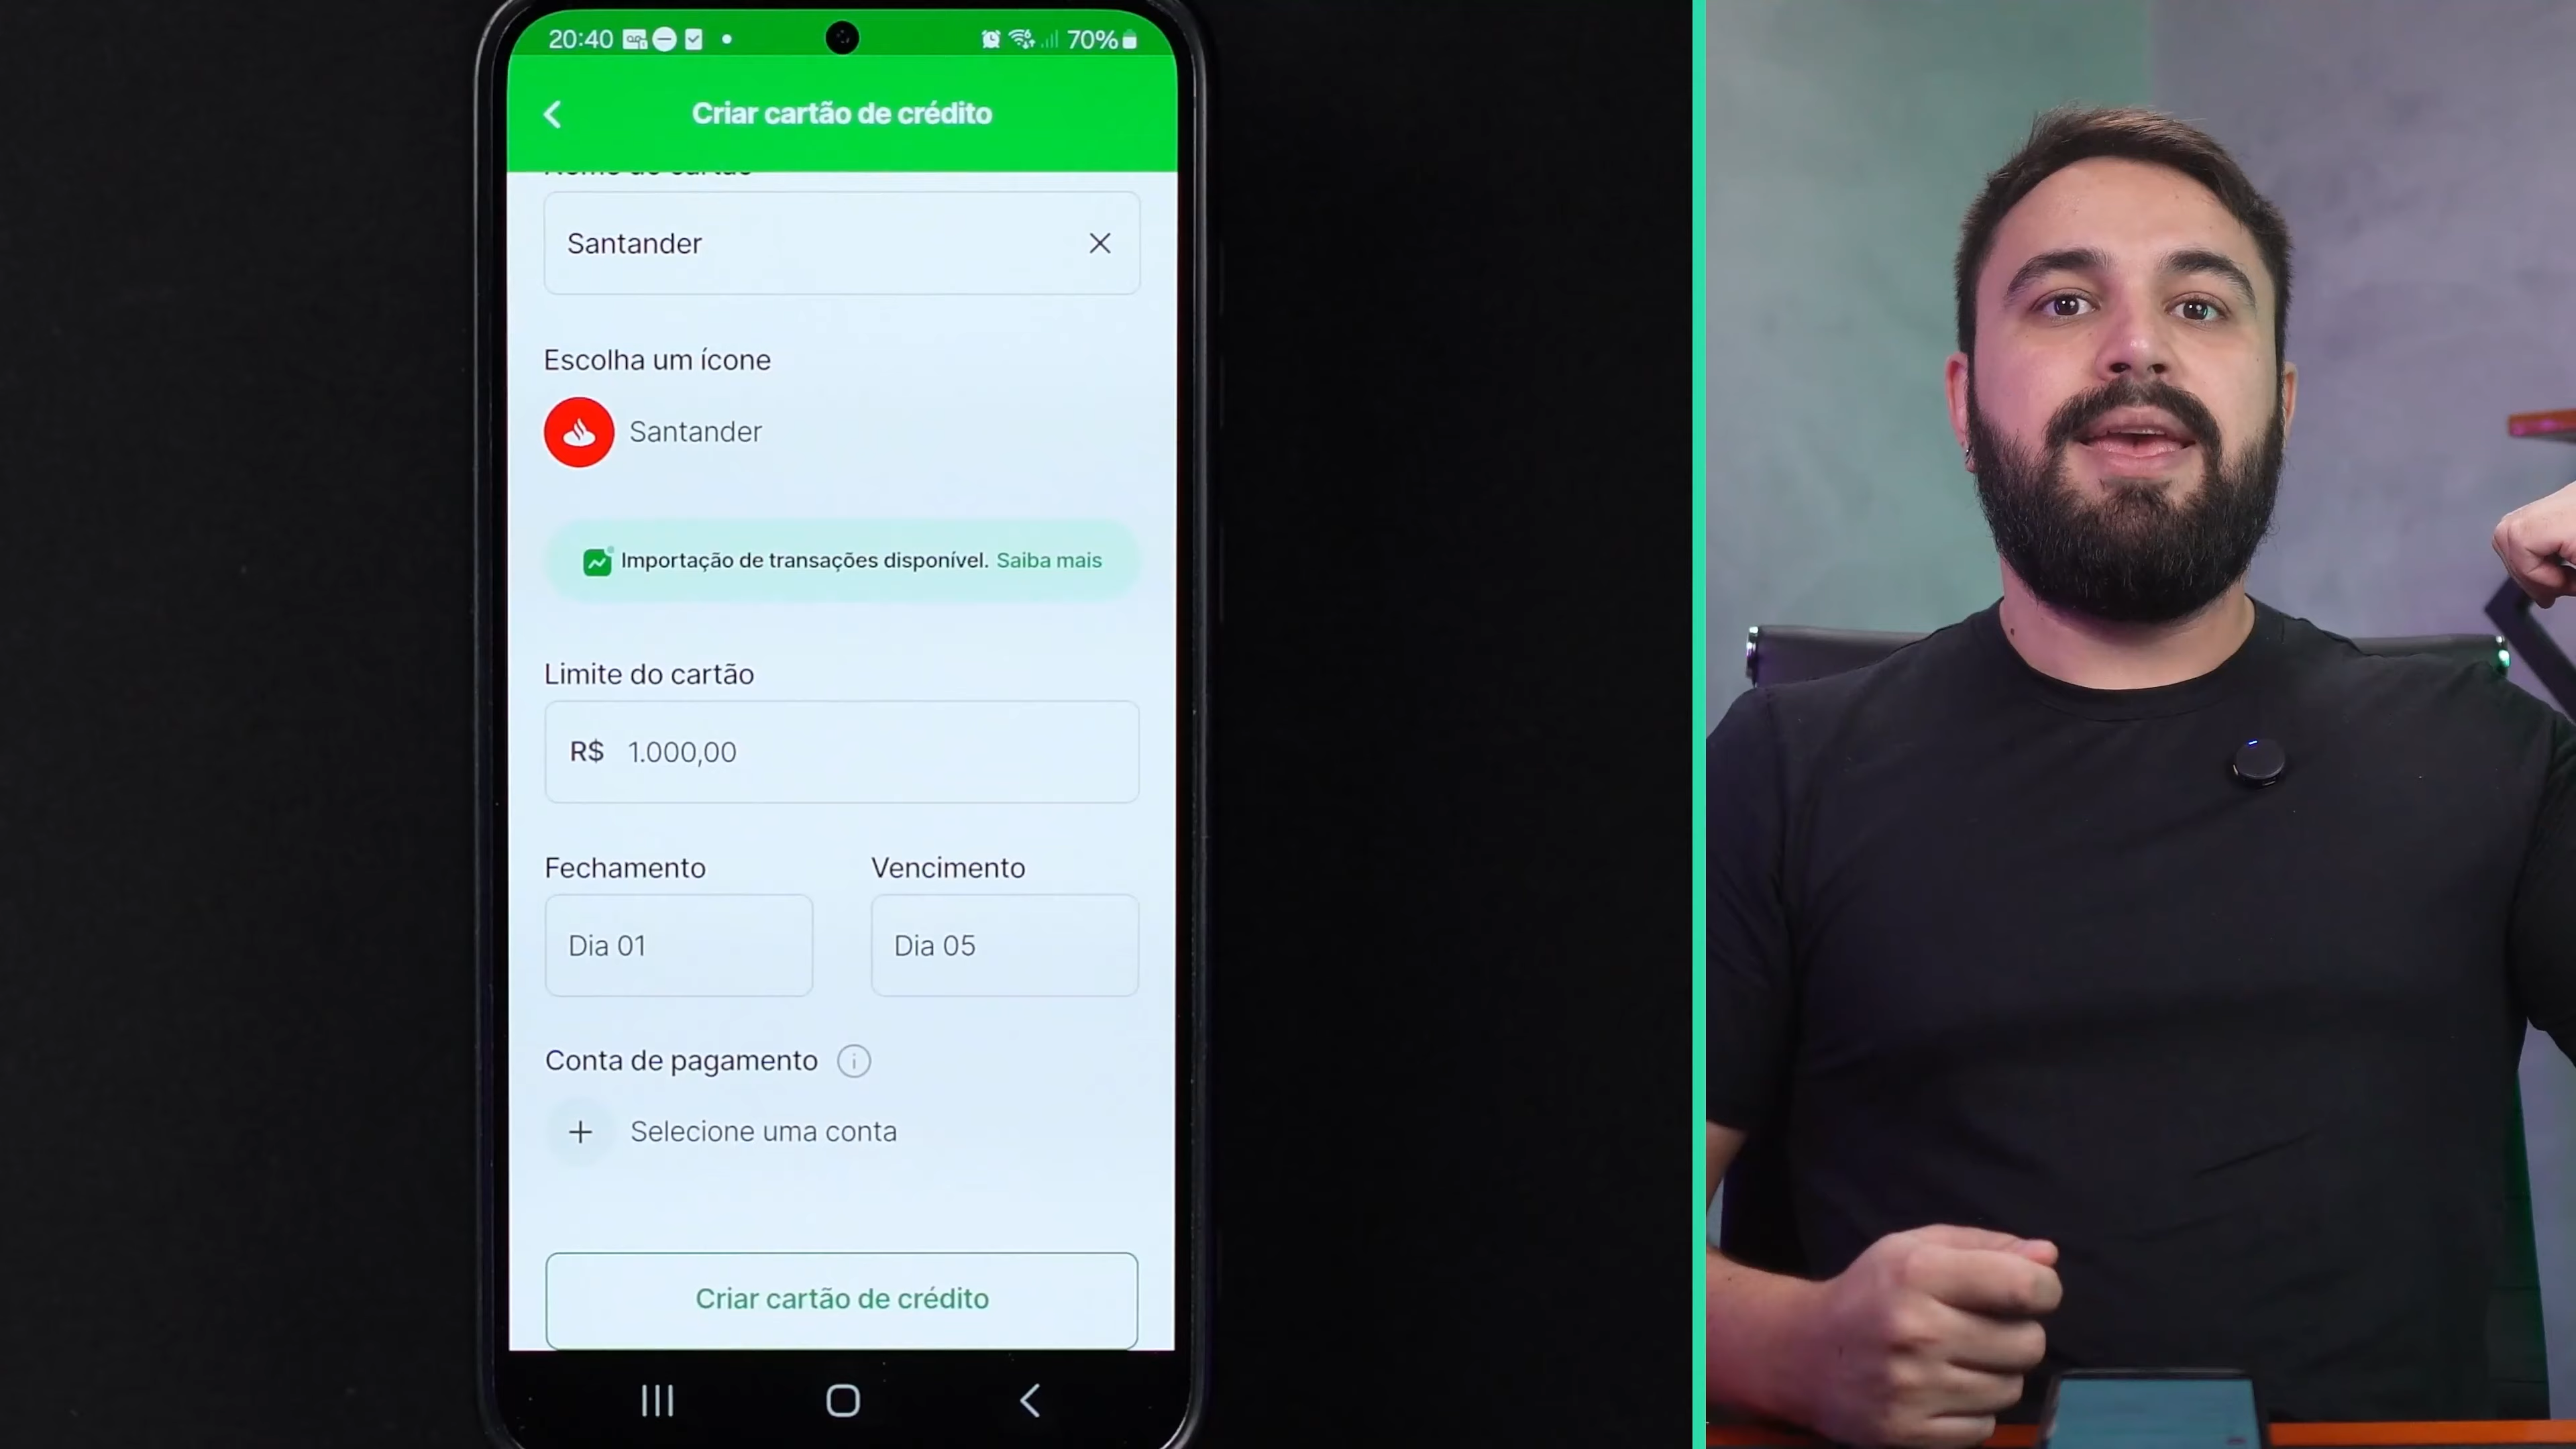 20:40
70%
Criar cartão de crédito
Santander
Escolha um ícone
Santander
Importação de transações disponível. Saiba mais
Limite do cartão
R$ 1.000,00
Fechamento Vencimento
Dia 01 Dia 05
Conta de pagamento
Selecione uma conta
Criar cartão de crédito